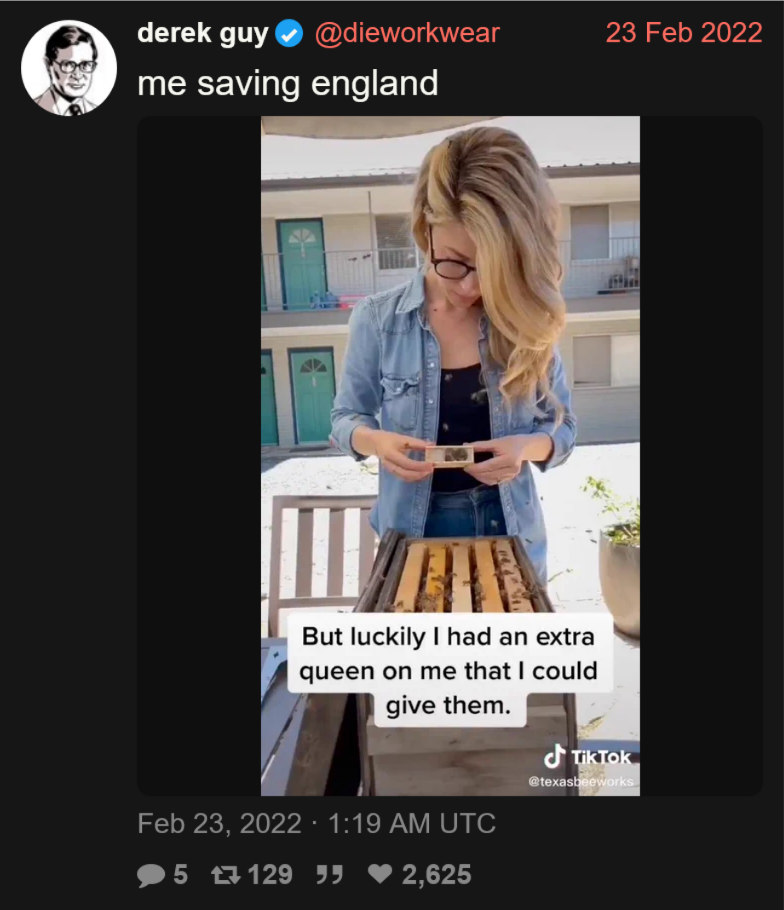 derek guy @dieworkwear 23 Feb 2022
me saving england
But luckily I had an extra
queen on me that I could
give them.
TikTok
@texasbeeworks
Feb 23, 2022 · 1:19 AM UTC
5 129 2,625